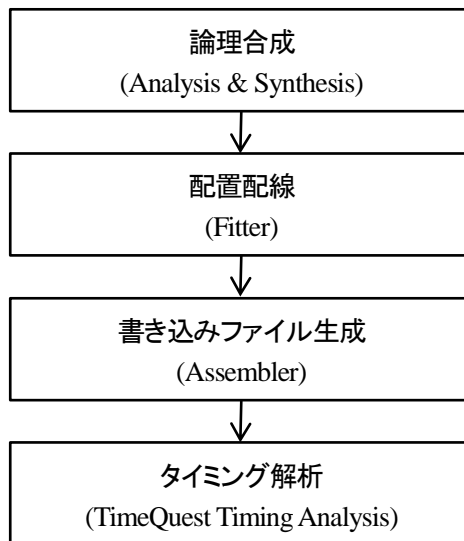 論理合成
(Analysis & Synthesis)
配置配線
(Fitter)
書き込みファイル生成
(Assembler)
タイミング解析
(TimeQuest Timing Analysis)